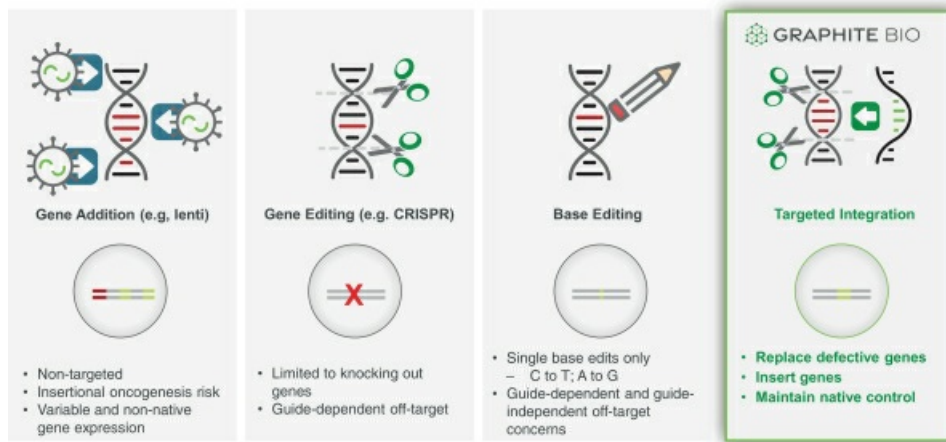 GRAPHITE BIO
Gene Addition (e.g, lenti)
• Non-targeted
• Insertional oncogenesis risk
• Variable and non-native
gene expression
Gene Editing (e.g. CRISPR)
X
• Limited to knocking out
genes
• Guide-dependent off-target
Base Editing
• Single base edits only
– C to T; A to G
• Guide-dependent and guide-
independent off-target
concerns
Targeted Integration
• Replace defective genes
• Insert genes
• Maintain native control